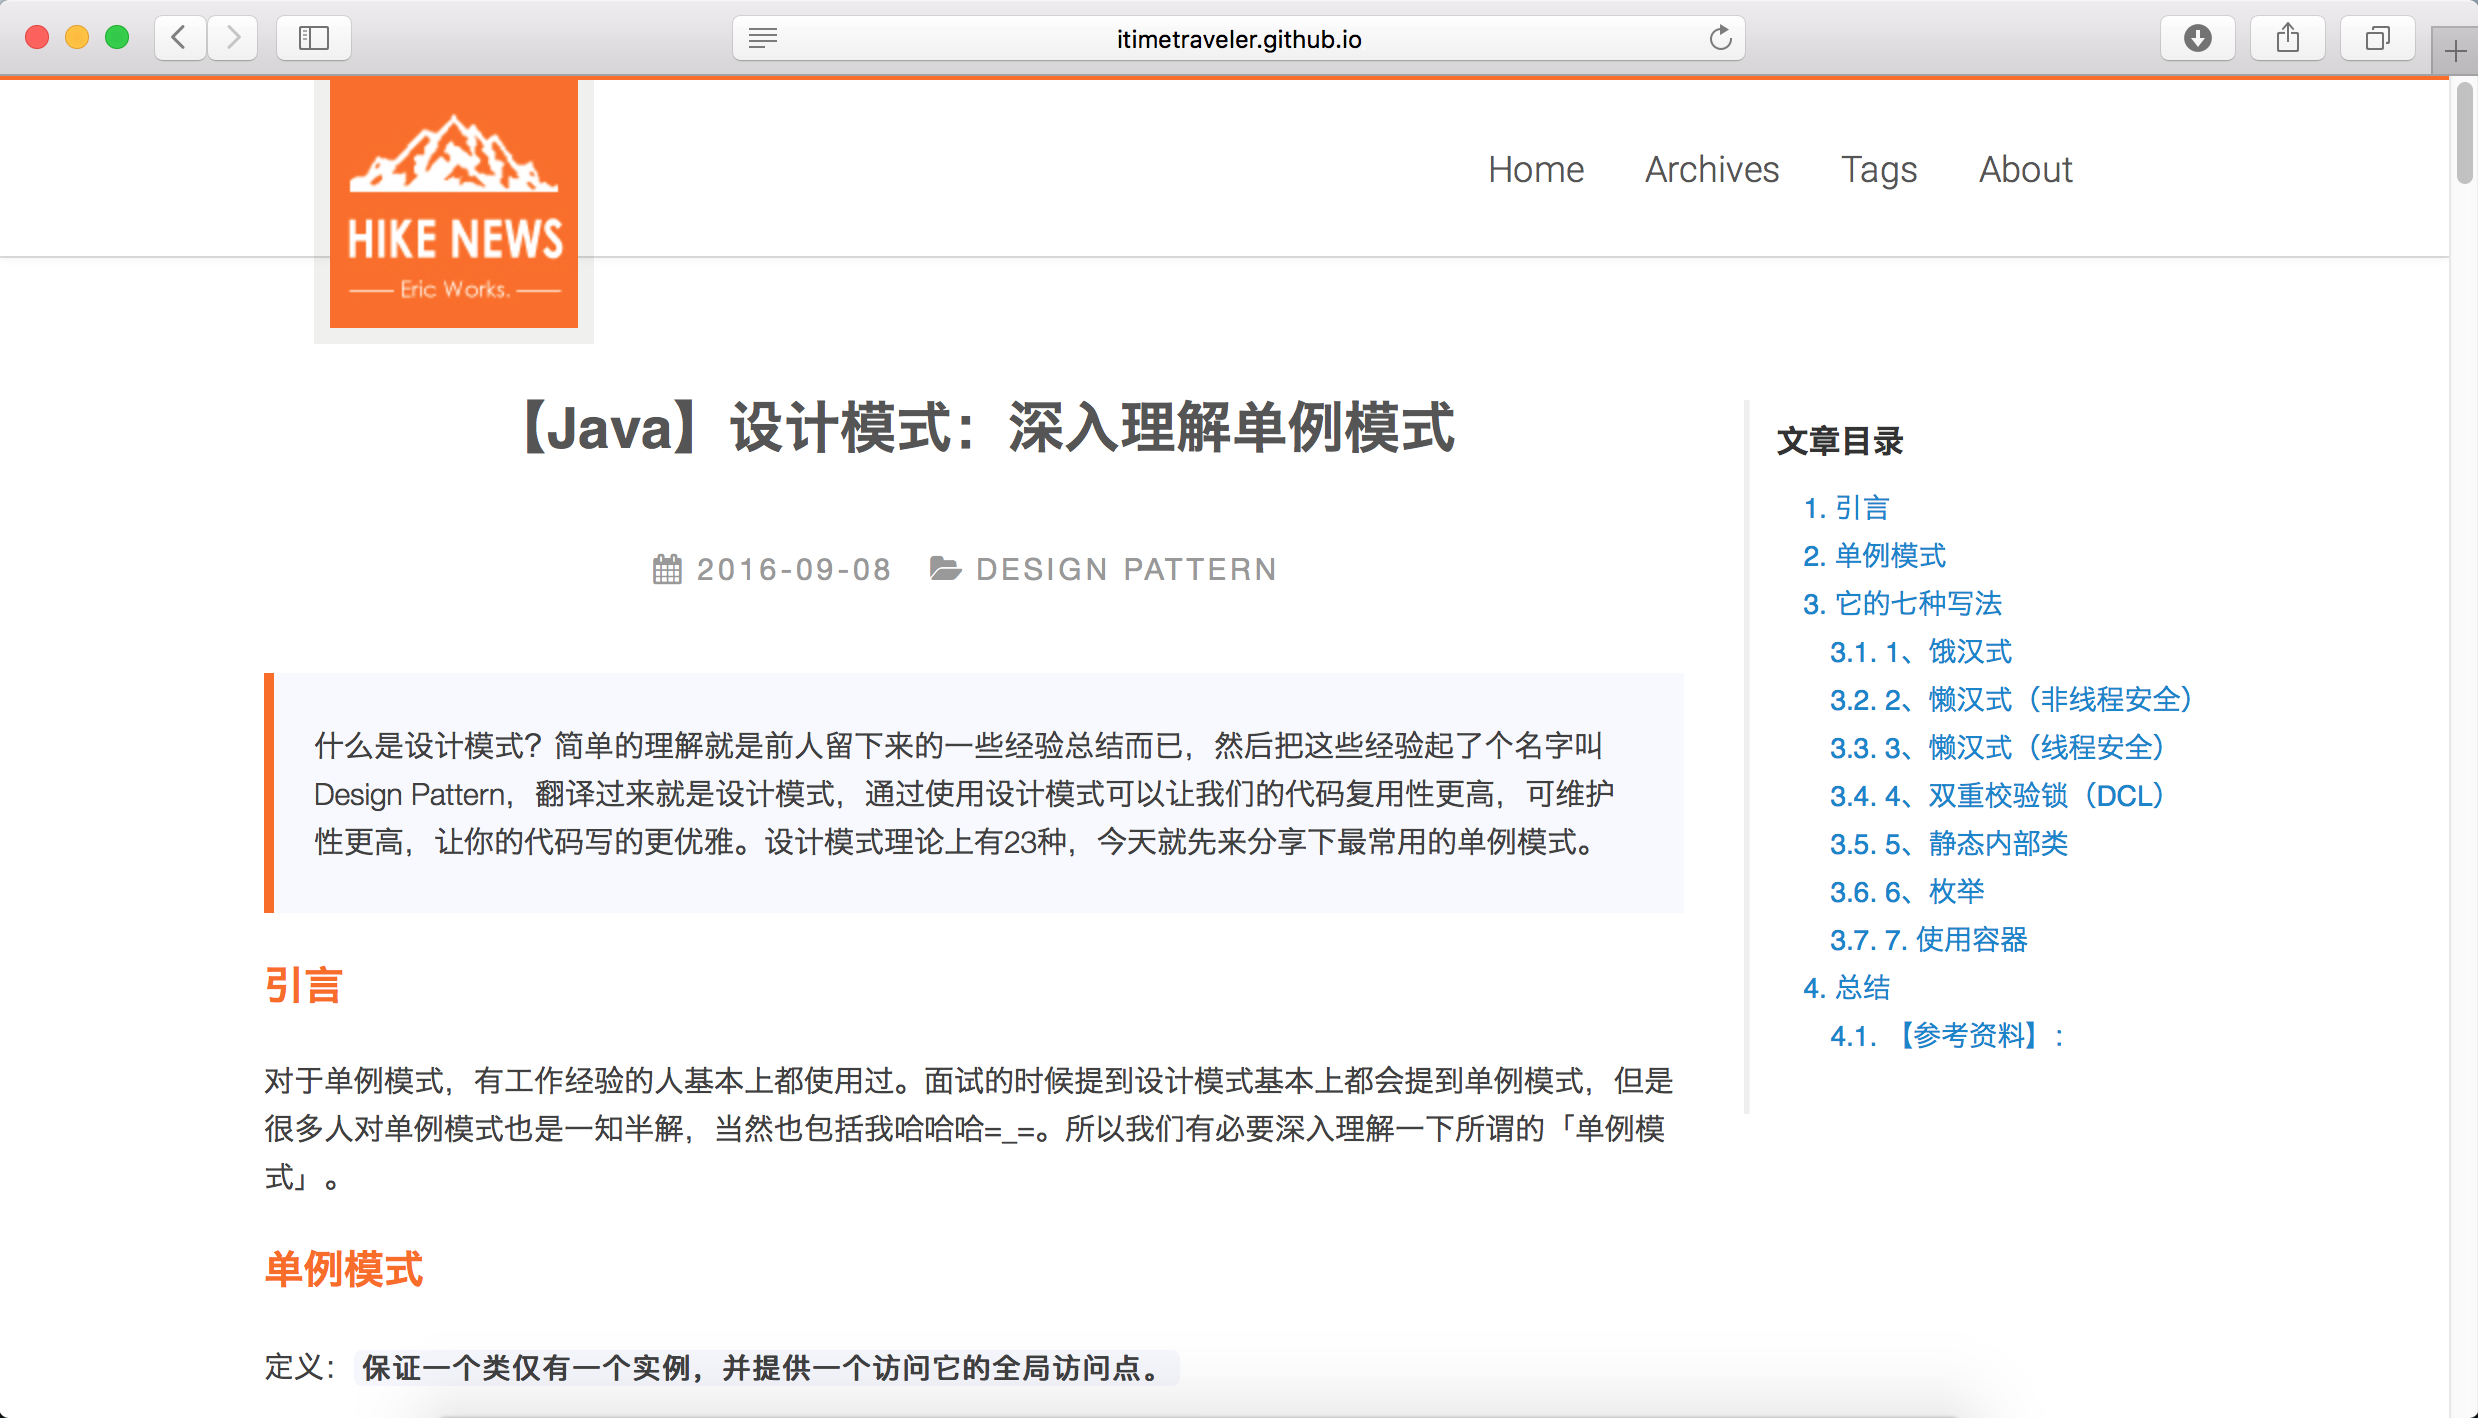 itimetraveler.github.io
HIKE NEWS
Eric Works.
Home Archives Tags About
【Java】设计模式：深入理解单例模式
2016-09-08 DESIGN PATTERN
什么是设计模式？简单的理解就是前人留下来的一些经验总结而已，然后把这些经验起了个名字叫
Design Pattern，翻译过来就是设计模式，通过使用设计模式可以让我们的代码复用性更高，可维护
性更高，让你的代码写的更优雅。设计模式理论上有23种，今天就先来分享下最常用的单例模式。
引言
对于单例模式，有工作经验的人基本上都使用过。面试的时候提到设计模式基本上都会提到单例模式，但是
很多人对单例模式也是一知半解，当然也包括我哈哈哈=_=。所以我们有必要深入理解一下所谓的「单例模
式」。
单例模式
定义：保证一个类仅有一个实例，并提供一个访问它的全局访问点。
文章目录
1. 引言
2. 单例模式
3. 它的七种写法
3.1. 1、饿汉式
3.2. 2、懒汉式（非线程安全）
3.3. 3、懒汉式（线程安全）
3.4. 4、双重校验锁（DCL）
3.5. 5、静态内部类
3.6. 6、枚举
3.7. 7. 使用容器
4. 总结
4.1. 【参考资料】：